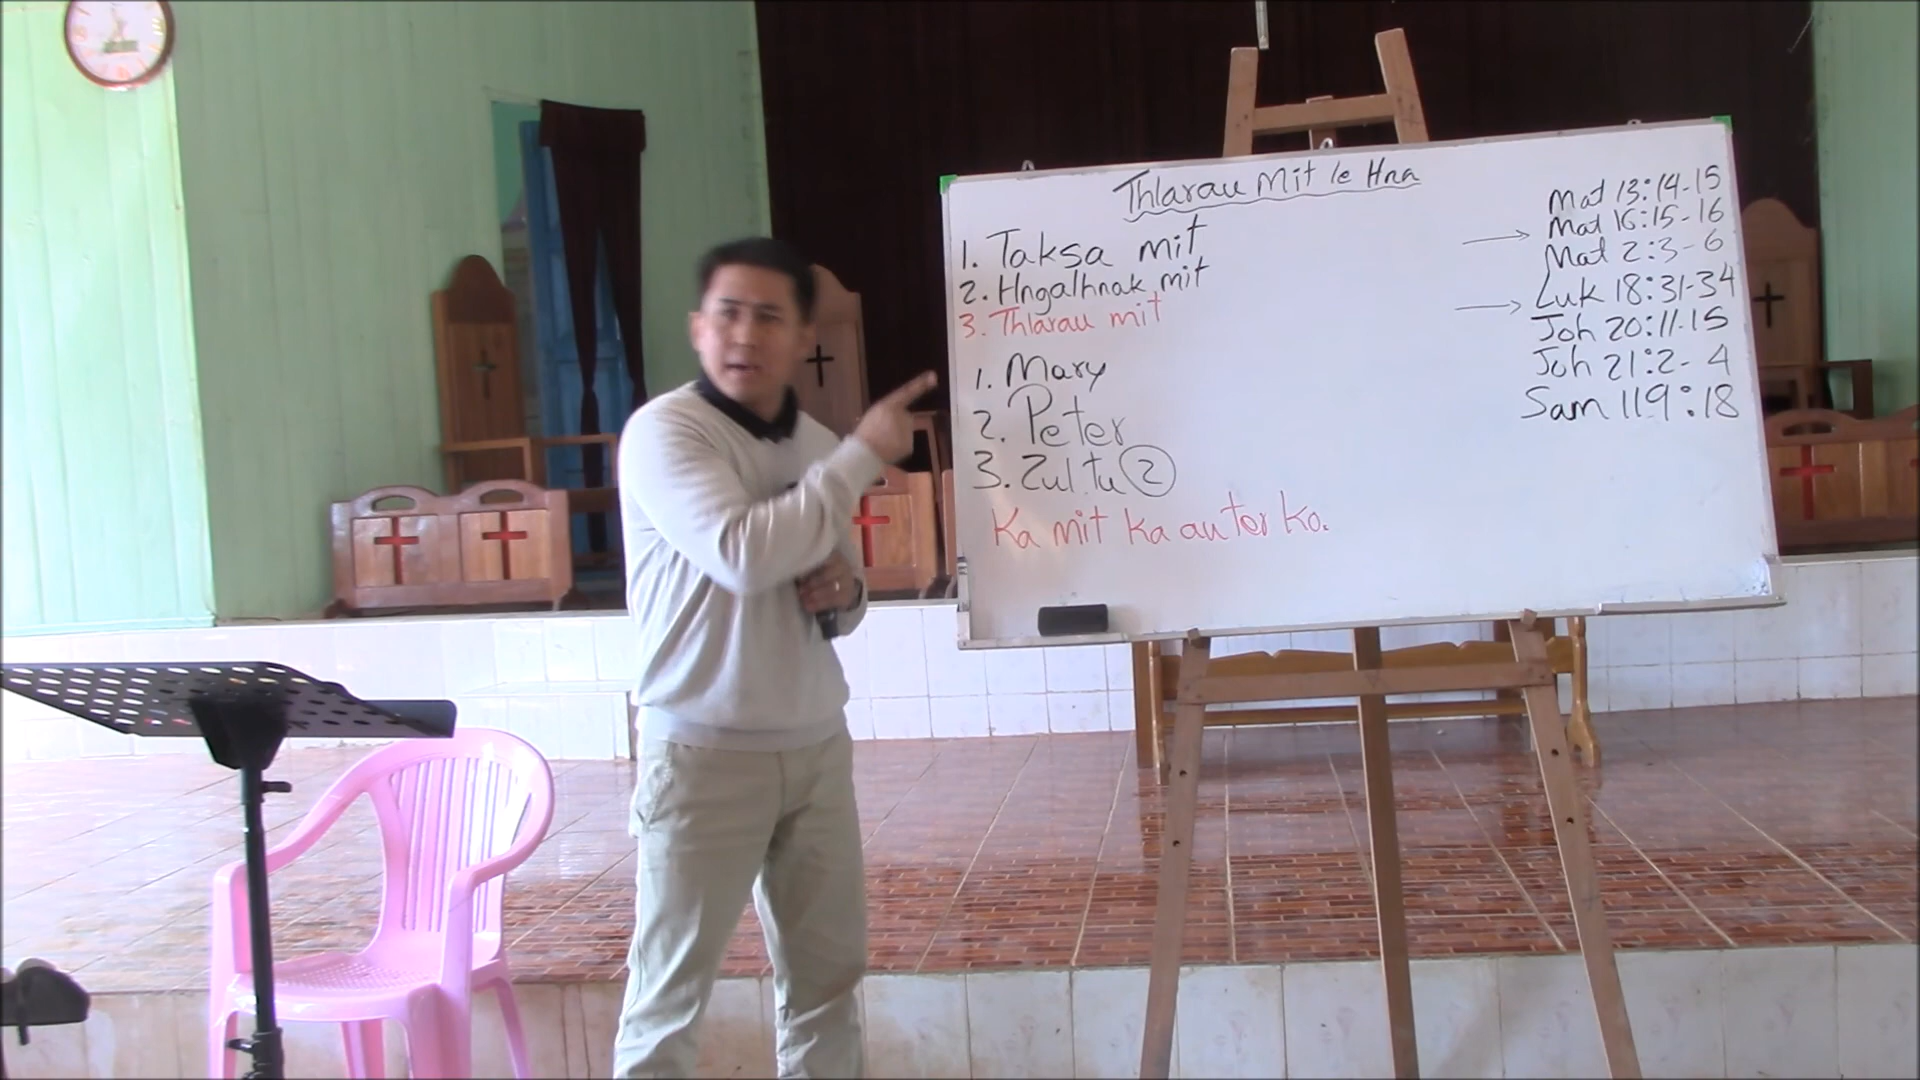 Thlarau Mit le Hna
1. Taksa mit
2. Hngalhnak mit
3. Thlarau mit
1. Mary
2. Peter
3. Zultu 2
Ka mit ka auter ko.
Mat 13:14-15
Mat 16:15-16
Mat 2:3-6
Luk 18:31-34
Joh 20:11-15
Joh 21:2-4
Sam 119:18